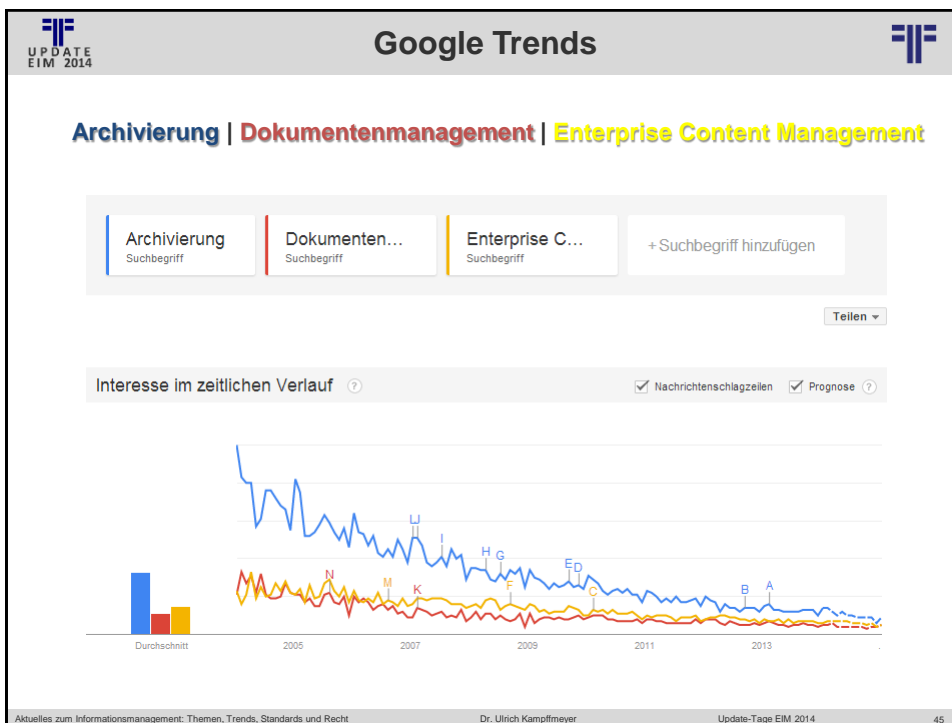 UPDATE
EIM 2014
Google Trends
Archivierung | Dokumentenmanagement | Enterprise Content Management
Archivierung
Suchbegriff
Dokumenten...
Suchbegriff
Enterprise C...
Suchbegriff
+Suchbegriff hinzufügen
Teilen
Interesse im zeitlichen Verlauf ?
Nachrichtenschlagzeilen
Prognose ?
L J
I
H G
E D
B
A
N
M
K
F
C
Durchschnitt
2005
2007
2009
2011
2013
Aktuelles zum Informationsmanagement: Themen, Trends, Standards und Recht
Dr. Ulrich Kampffmeyer
Update-Tage EIM 2014
45